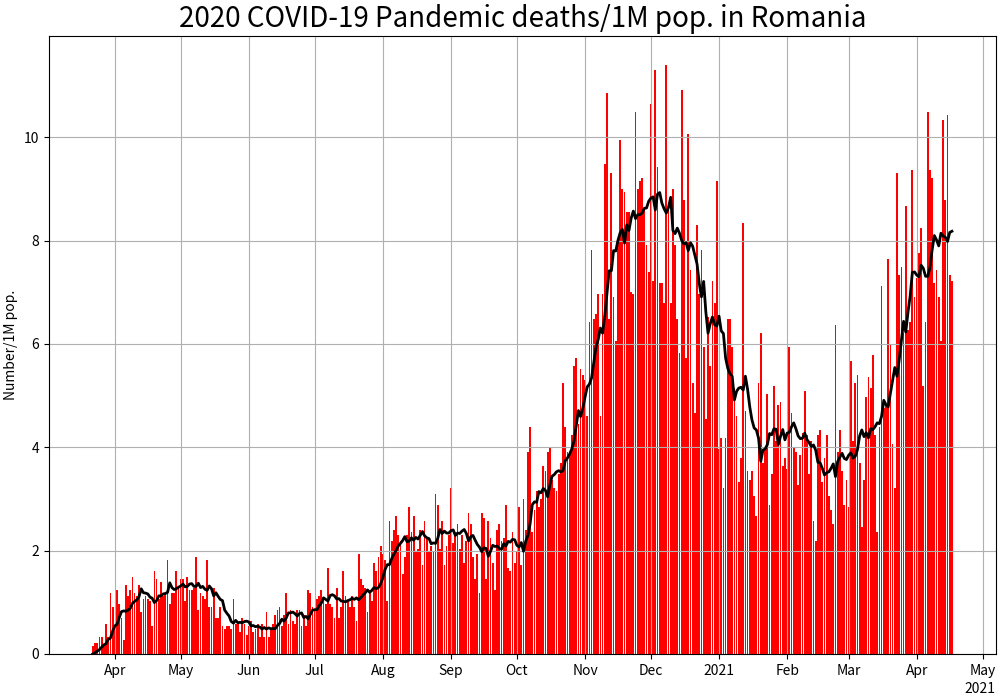 2020 COVID-19 Pandemic deaths/1M pop. in Romania
Number/1M pop.
10
8
6
4
2
0
Apr May Jun Jul Aug Sep Oct Nov Dec 2021 Feb Mar Apr May
2021